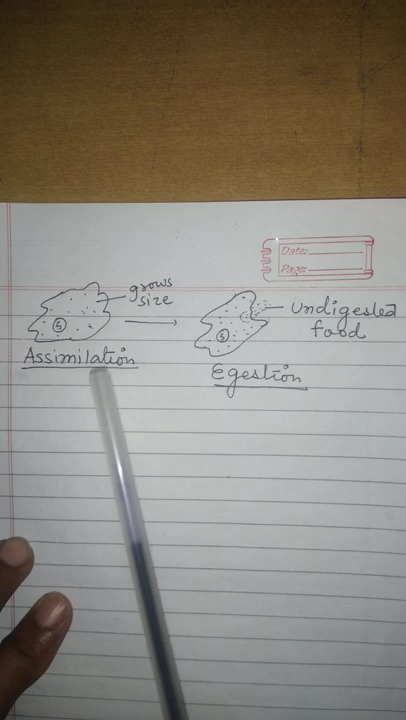 Date:
Page:
grows
size
Undigested
food
Assimilation
Egestion